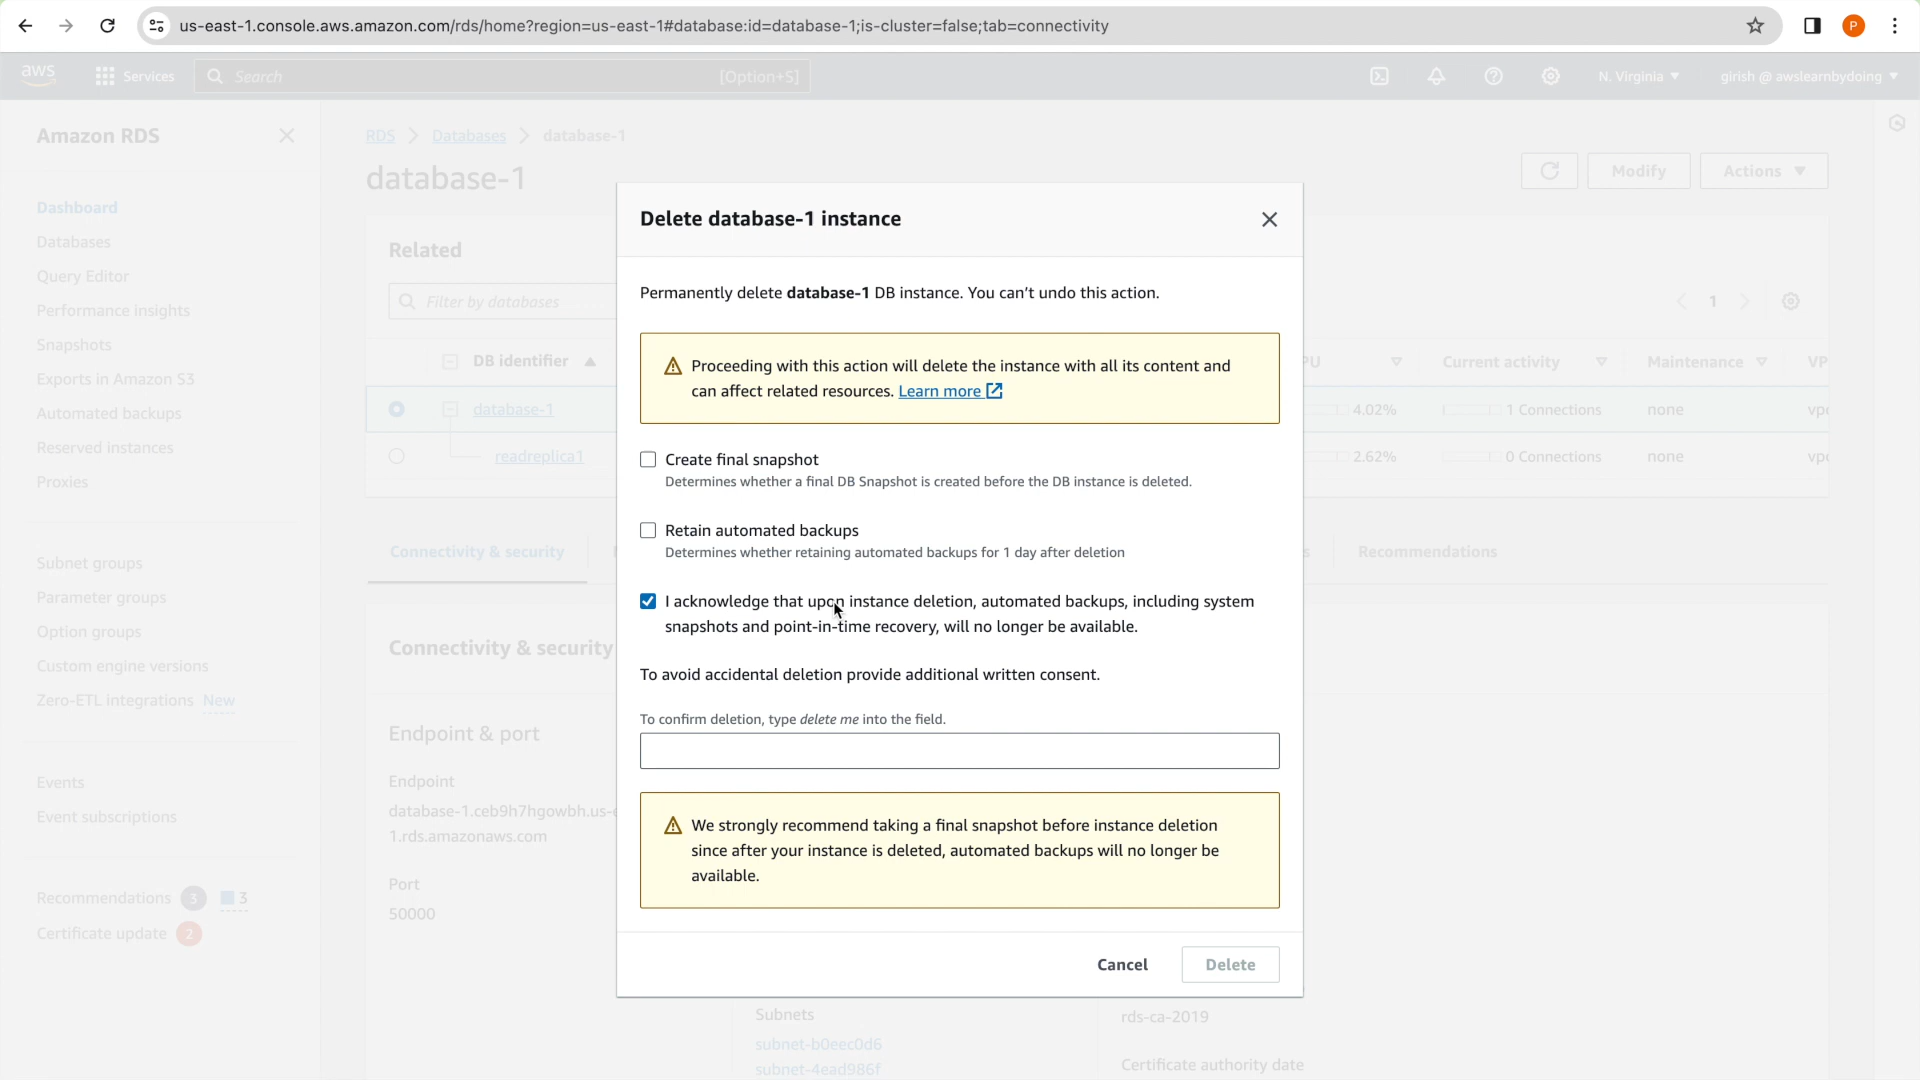 us-east-1.console.aws.amazon.com/rds/home?region=us-east-1#database:id=database-1;is-cluster=false;tab=connectivity
P
aws
Services
Search
[Option+S]
N. Virginia
girish @ awslearnbydoing
Amazon RDS
Dashboard
Databases
Query Editor
Performance insights
Snapshots
Exports in Amazon S3
Automated backups
Reserved instances
Proxies
Subnet groups
Parameter groups
Option groups
Custom engine versions
Zero-ETL integrations New
Events
Event subscriptions
Recommendations 3 3
Certificate update 2
RDS > Databases > database-1
database-1
Modify
Actions
Related
Filter by databases
1
DB identifier
PU
Current activity
Maintenance
VP
database-1
4.02%
1 Connections
none
vpc
readreplica1
2.62%
0 Connections
none
vpc
Connectivity & security
Recommendations
Connectivity & security
Endpoint & port
Endpoint
database-1.ceb9h7hgowbh.us-e
1.rds.amazonaws.com
Port
50000
Subnets
subnet-b0eec0d6
subnet-4ead986f
rds-ca-2019
Certificate authority date
Delete database-1 instance
Permanently delete database-1 DB instance. You can't undo this action.
Proceeding with this action will delete the instance with all its content and
can affect related resources. Learn more
Create final snapshot
Determines whether a final DB Snapshot is created before the DB instance is deleted.
Retain automated backups
Determines whether retaining automated backups for 1 day after deletion
I acknowledge that upon instance deletion, automated backups, including system
snapshots and point-in-time recovery, will no longer be available.
To avoid accidental deletion provide additional written consent.
To confirm deletion, type delete me into the field.
We strongly recommend taking a final snapshot before instance deletion
since after your instance is deleted, automated backups will no longer be
available.
Cancel
Delete